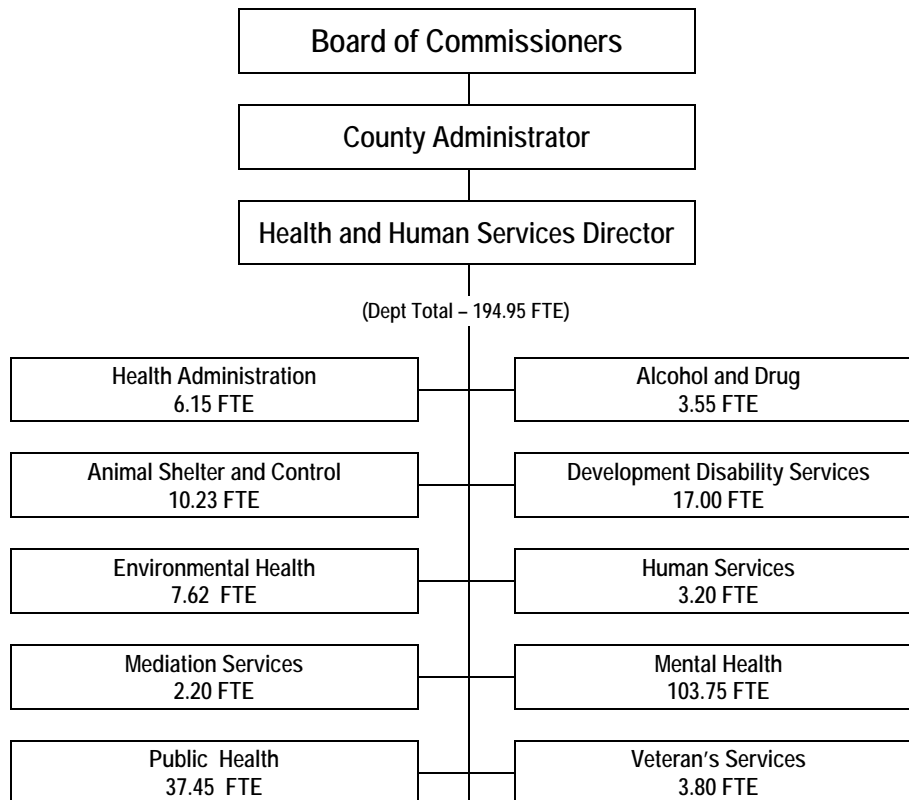 Board of Commissioners
County Administrator
Health and Human Services Director
(Dept Total – 194.95 FTE)
Health Administration
6.15 FTE
Alcohol and Drug
3.55 FTE
Animal Shelter and Control
10.23 FTE
Development Disability Services
17.00 FTE
Environmental Health
7.62 FTE
Human Services
3.20 FTE
Mediation Services
2.20 FTE
Mental Health
103.75 FTE
Public Health
37.45 FTE
Veteran's Services
3.80 FTE